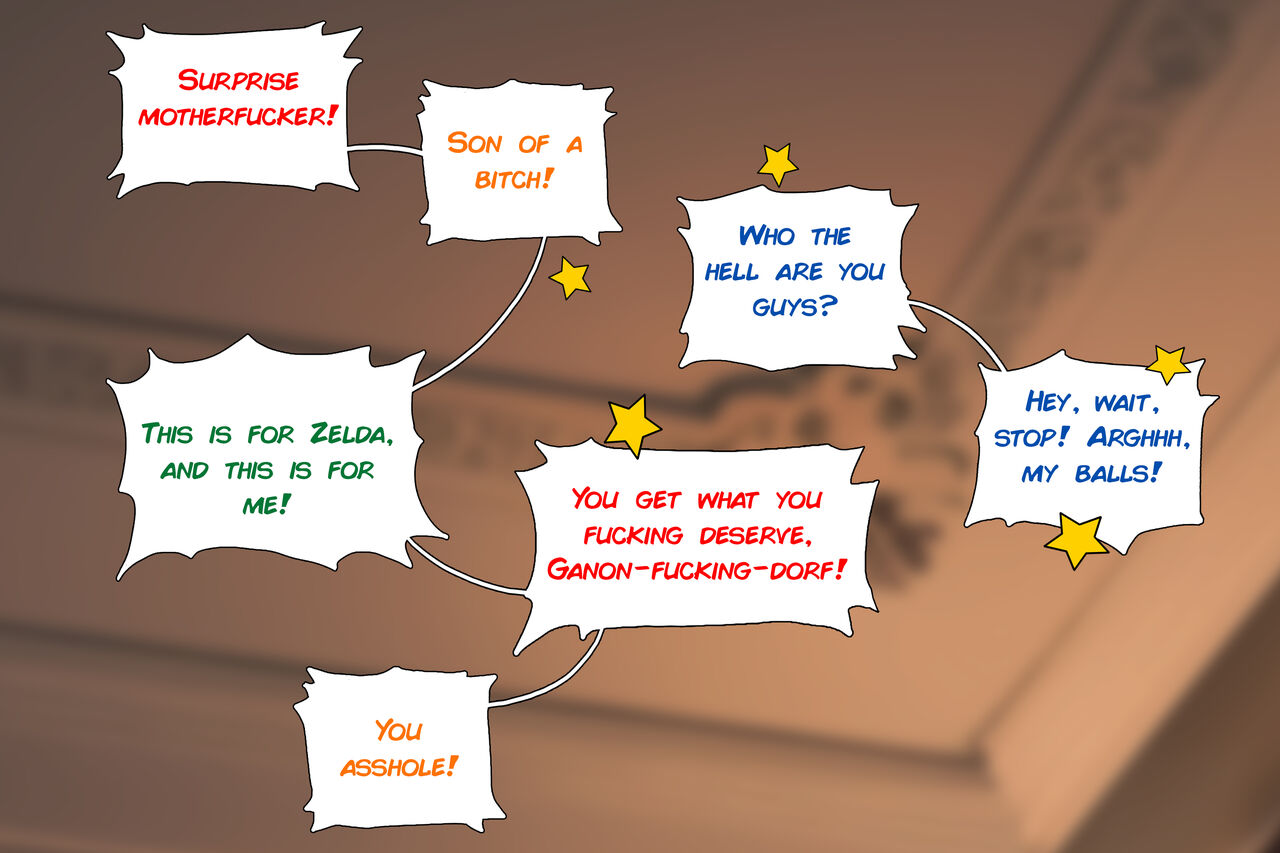 Surprise
motherfucker!
Son of a
bitch!
Who the
hell are you
guys?
This is for Zelda,
and this is for
me!
Hey, wait,
stop! Arghhh,
my balls!
You get what you
fucking deserve,
Ganon-fucking-dorf!
You
asshole!